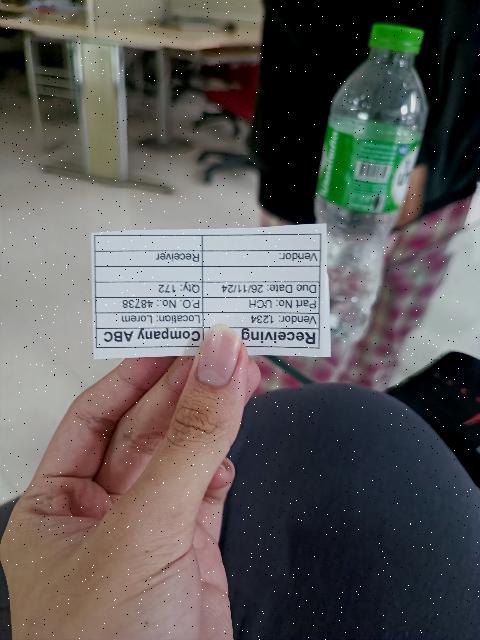 Receiving Company ABC
Vendor: 1234 Location: Lorem
Part No: UCH P.O. No.: 48738
Due Date: 26/11/24 Qty: 172
Vendor: Receiver